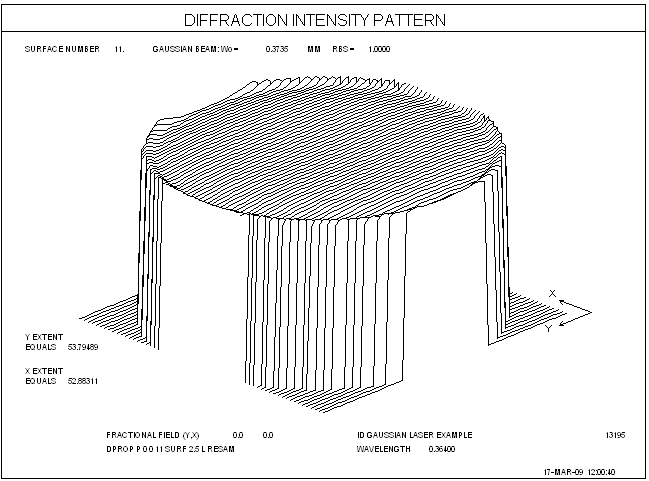 DIFFRACTION INTENSITY PATTERN
SURFACE NUMBER 11. GAUSSIAN BEAM: Wo = 0.3735 MM RBS = 1.0000
X
Y
Y EXTENT
EQUALS 53.79489
X EXTENT
EQUALS 52.88311
FRACTIONAL FIELD (Y,X) 0.0 0.0 ID GAUSSIAN LASER EXAMPLE 13195
DPROP P 0 0 11 SURF 2.5 L RESAM WAVELENGTH 0.36400
17-MAR-09 12:00:40